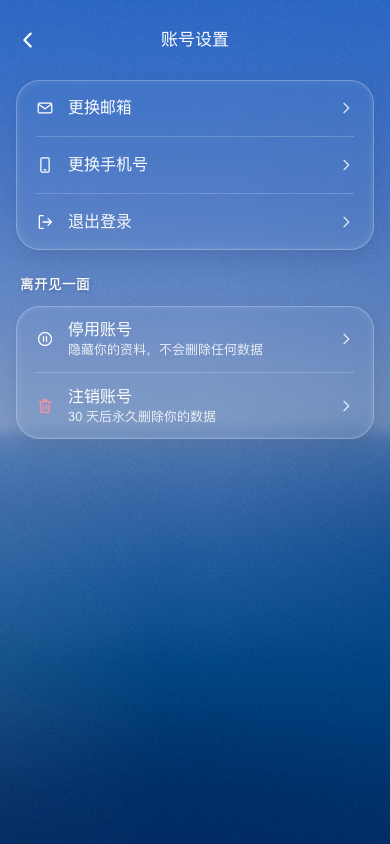 账号设置
更换邮箱
更换手机号
退出登录
离开见一面
停用账号
隐藏你的资料，不会删除任何数据
注销账号
30 天后永久删除你的数据